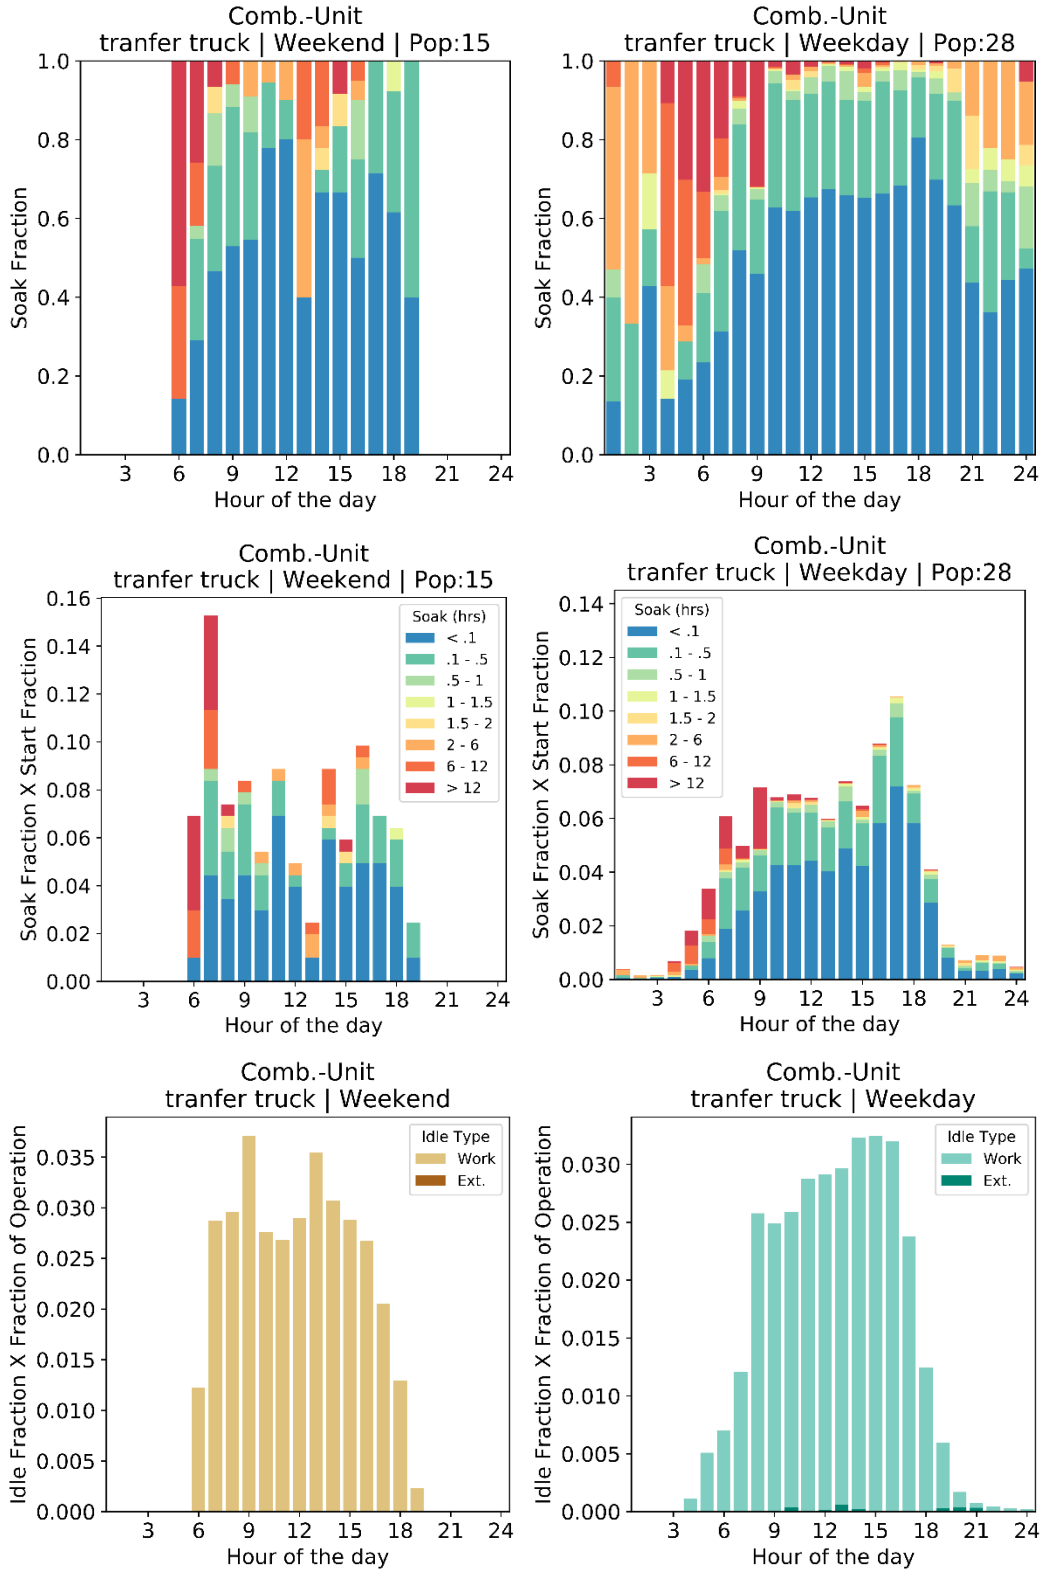 Comb.-Unit
tranfer truck | Weekend | Pop:15
Soak Fraction
1.0
0.8
0.6
0.4
0.2
0.0
3 6 9 12 15 18 21 24
Hour of the day
Comb.-Unit
tranfer truck | Weekday | Pop:28
Soak Fraction
1.0
0.8
0.6
0.4
0.2
0.0
3 6 9 12 15 18 21 24
Hour of the day
Comb.-Unit
tranfer truck | Weekend | Pop:15
Soak Fraction X Start Fraction
0.16
0.14
0.12
0.10
0.08
0.06
0.04
0.02
0.00
Soak (hrs)
< .1
.1 - .5
.5 - 1
1 - 1.5
1.5 - 2
2 - 6
6 - 12
> 12
3 6 9 12 15 18 21 24
Hour of the day
Comb.-Unit
tranfer truck | Weekday | Pop:28
Soak Fraction X Start Fraction
0.14
0.12
0.10
0.08
0.06
0.04
0.02
0.00
Soak (hrs)
< .1
.1 - .5
.5 - 1
1 - 1.5
1.5 - 2
2 - 6
6 - 12
> 12
3 6 9 12 15 18 21 24
Hour of the day
Comb.-Unit
tranfer truck | Weekend
Idle Fraction X Fraction of Operation
0.035
0.030
0.025
0.020
0.015
0.010
0.005
0.000
Idle Type
Work
Ext.
3 6 9 12 15 18 21 24
Hour of the day
Comb.-Unit
tranfer truck | Weekday
Idle Fraction X Fraction of Operation
0.030
0.025
0.020
0.015
0.010
0.005
0.000
Idle Type
Work
Ext.
3 6 9 12 15 18 21 24
Hour of the day